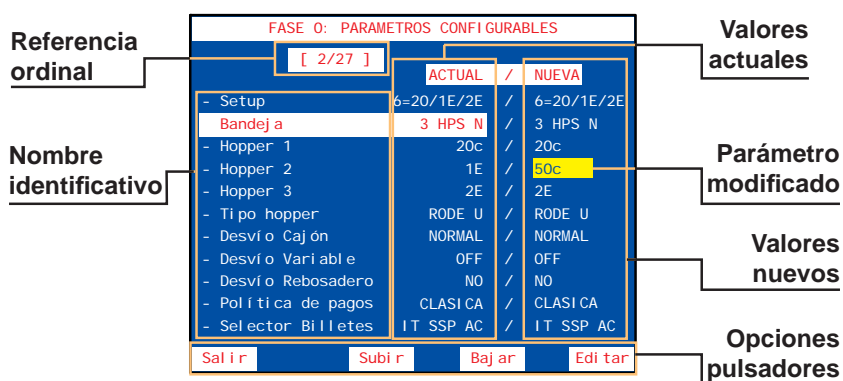 FASE 0: PARAMETROS CONFIGURABLES
Referencia
ordinal
[ 2/27 ]
Valores
actuales
ACTUAL / NUEVA
- Setup 6=20/1E/2E / 6=20/1E/2E
Bandeja 3 HPS N / 3 HPS N
- Hopper 1 20c / 20c
- Hopper 2 1E / 50c
- Hopper 3 2E / 2E
- Tipo hopper RODE U / RODE U
- Desvío Cajón NORMAL / NORMAL
- Desvío Variable OFF / OFF
- Desvío Rebosadero NO / NO
- Política de pagos CLASICA / CLASICA
- Selector Billetes IT SSP AC / IT SSP AC
Nombre
identificativo
Parámetro
modificado
Valores
nuevos
Salir Subir Bajar Editar
Opciones
pulsadores